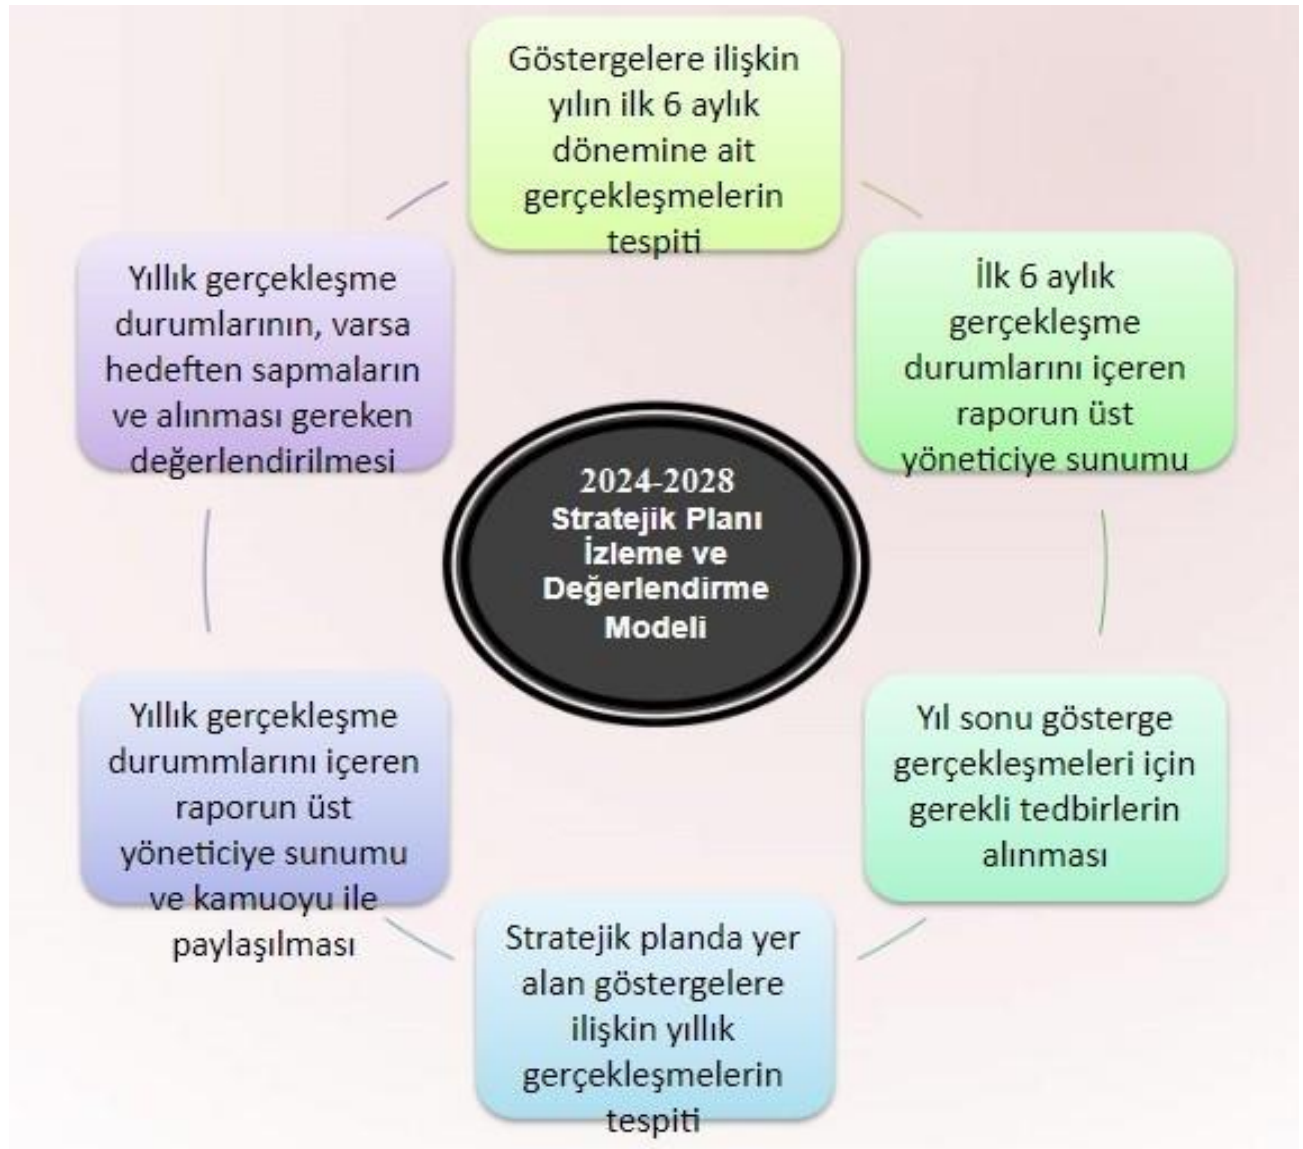 Göstergelere ilişkin
yılın ilk 6 aylık
dönemine ait
gerçekleşmelerin
tespiti
İlk 6 aylık
gerçekleşme
durumlarını içeren
raporun üst
yöneticiye sunumu
Yıl sonu gösterge
gerçekleşmeleri için
gerekli tedbirlerin
alınması
Stratejik planda yer
alan göstergelere
ilişkin yıllık
gerçekleşmelerin
tespiti
Yıllık gerçekleşme
durummlarını içeren
raporun üst
yöneticiye sunumu
ve kamuoyu ile
paylaşılması
Yıllık gerçekleşme
durumlarının, varsa
hedeften sapmaların
ve alınması gereken
değerlendirilmesi
2024-2028
Stratejik Planı
İzleme ve
Değerlendirme
Modeli